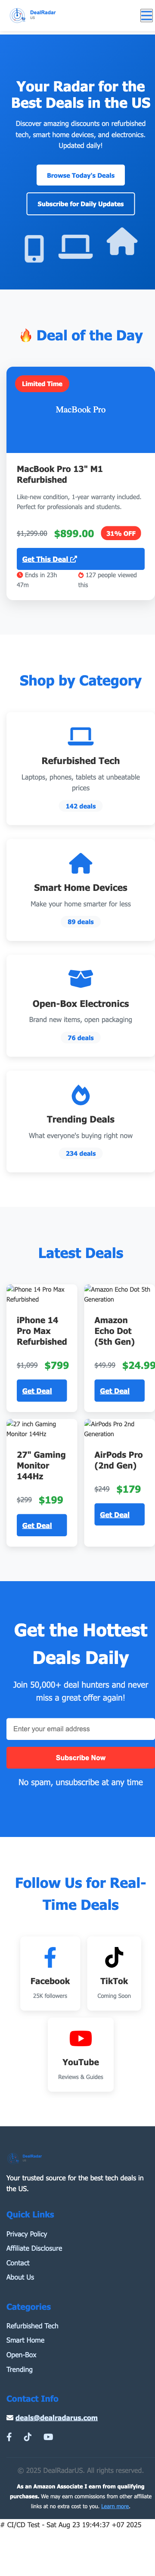 DealRadar
US
Your Radar for the
Best Deals in the US
Discover amazing discounts on refurbished
tech, smart home devices, and electronics.
Updated daily!
Browse Today's Deals
Subscribe for Daily Updates
🔥 Deal of the Day
Limited Time
MacBook Pro
MacBook Pro 13" M1
Refurbished
Like-new condition, 1-year warranty included.
Perfect for professionals and students.
$1,299.00 $899.00 31% OFF
Get This Deal
Ends in 23h
47m
127 people viewed
this
Shop by Category
Refurbished Tech
Laptops, phones, tablets at unbeatable
prices
142 deals
Smart Home Devices
Make your home smarter for less
89 deals
Open-Box Electronics
Brand new items, open packaging
76 deals
Trending Deals
What everyone's buying right now
234 deals
Latest Deals
iPhone 14 Pro Max
Refurbished
iPhone 14
Pro Max
Refurbished
$1,099 $799
Get Deal
Amazon Echo Dot 5th
Generation
Amazon
Echo Dot
(5th Gen)
$49.99 $24.99
Get Deal
27 inch Gaming
Monitor 144Hz
27" Gaming
Monitor
144Hz
$299 $199
Get Deal
AirPods Pro 2nd
Generation
AirPods Pro
(2nd Gen)
$249 $179
Get Deal
Get the Hottest
Deals Daily
Join 50,000+ deal hunters and never
miss a great offer again!
Enter your email address
Subscribe Now
No spam, unsubscribe at any time
Follow Us for Real-
Time Deals
Facebook
25K followers
TikTok
Coming Soon
YouTube
Reviews & Guides
DealRadar
US
Your trusted source for the best tech deals in
the US.
Quick Links
Privacy Policy
Affiliate Disclosure
Contact
About Us
Categories
Refurbished Tech
Smart Home
Open-Box
Trending
Contact Info
deals@dealradarus.com
© 2025 DealRadarUS. All rights reserved.
As an Amazon Associate I earn from qualifying
purchases. We may earn commissions from other affiliate
links at no extra cost to you. Learn more.
# CI/CD Test - Sat Aug 23 19:44:37 +07 2025